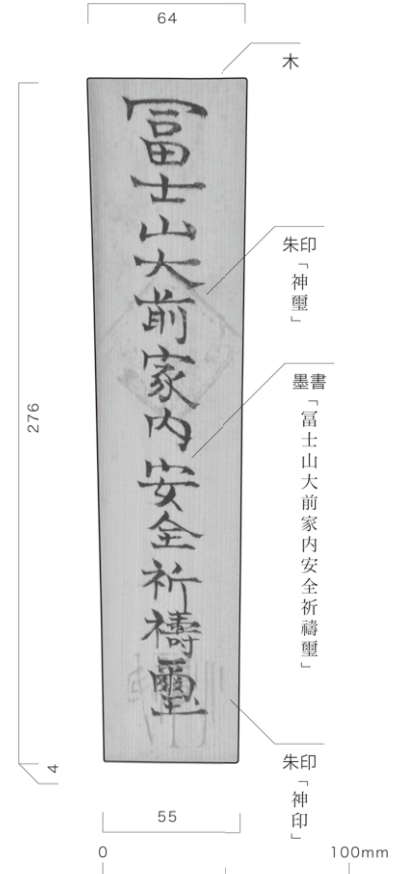 64
木
冨士山大前家内安全祈禱璽
朱印
「神璽」
墨書
「冨士山大前家内安全祈禱璽」
276
朱印
「神印」
4
55
0
100mm